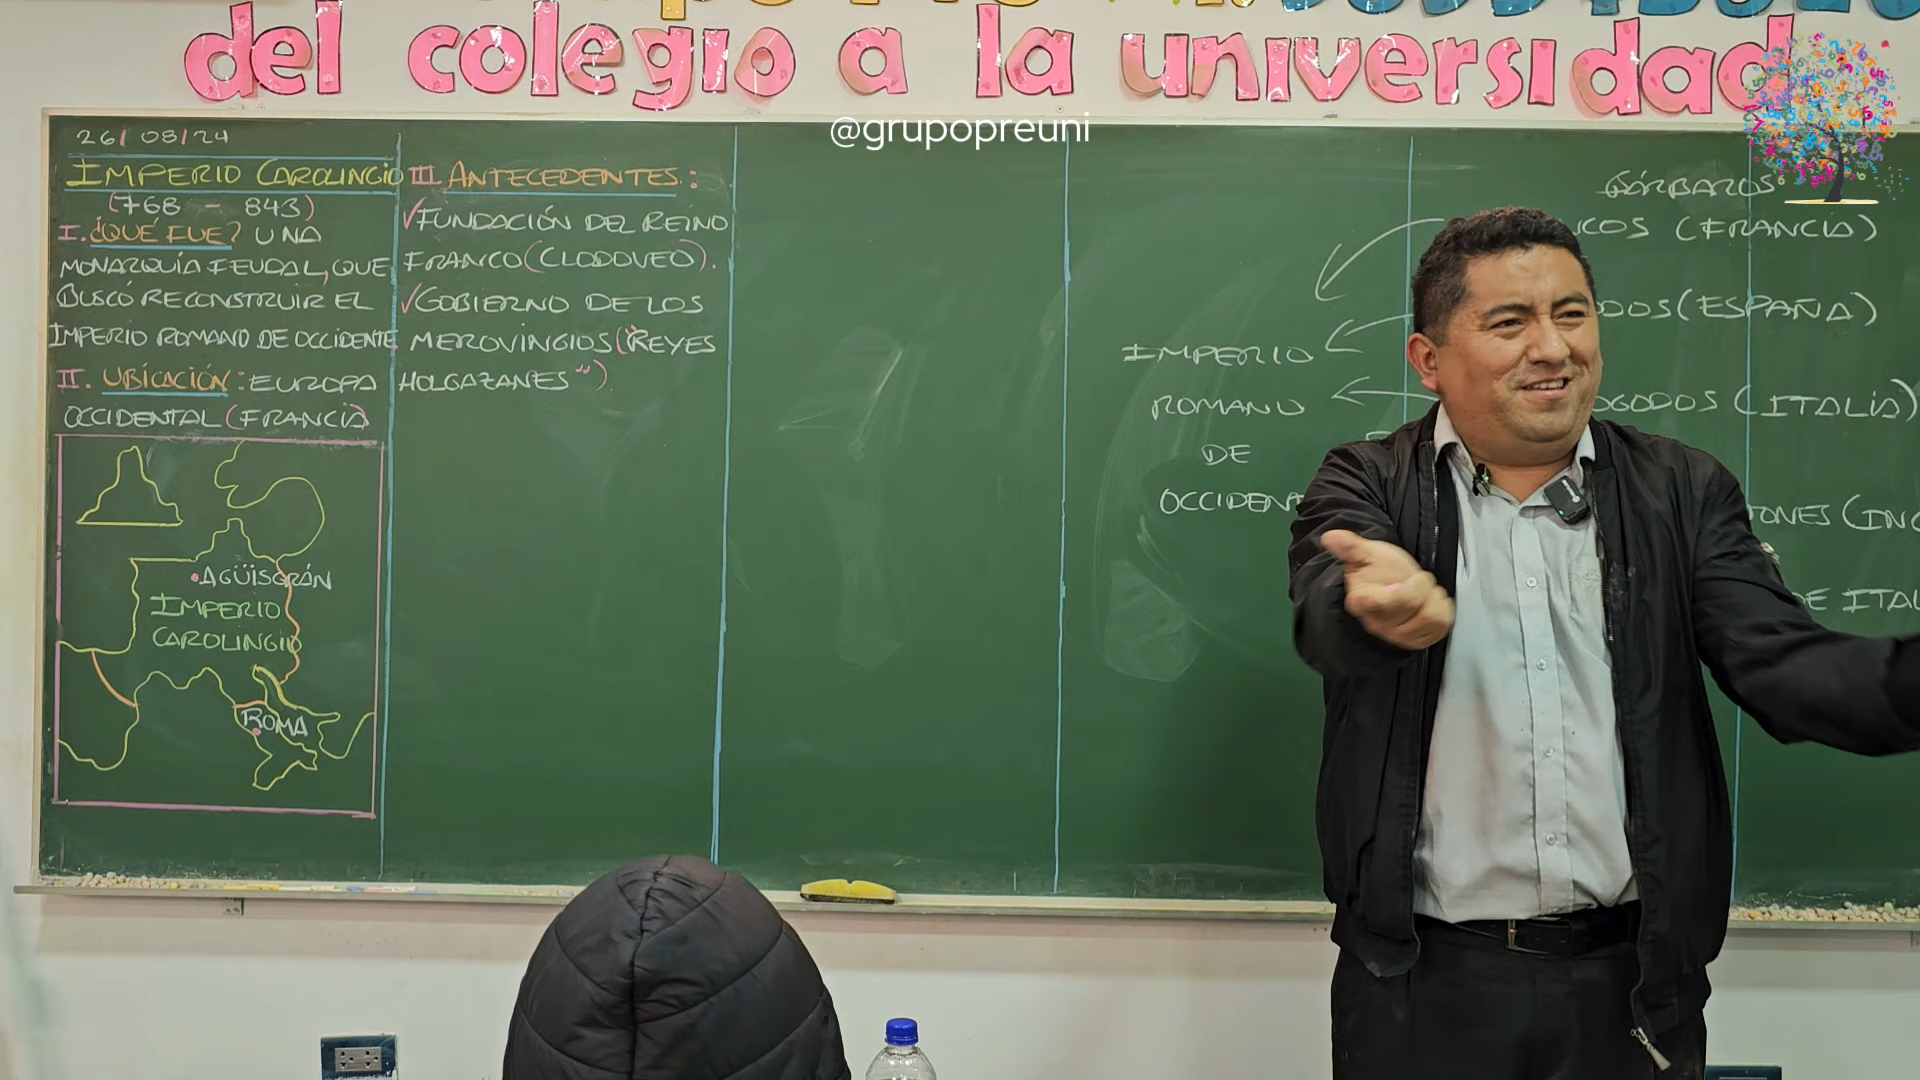 del colegio a la universidad
@grupopreuni
26/08/24
IMPERIO CAROLINGIO
(768 - 843)
I. ¿QUÉ FUE? UNA
MONARQUÍA FEUDAL, QUE
BUSCÓ RECONSTRUIR EL
IMPERIO ROMANO DE OCCIDENTE
II. UBICACIÓN: EUROPA
OCCIDENTAL (FRANCIA)
AGÜISGRÁN
IMPERIO
CAROLINGIO
ROMA
III. ANTECEDENTES:
✓FUNDACIÓN DEL REINO
FRANCO (CLODOVEO).
✓GOBIERNO DE LOS
MEROVINGIOS ("REYES
HOLGAZANES").
IMPERIO
ROMANO
DE
OCCIDEN
BÁRBAROS
COS (FRANCIA)
DOS (ESPAÑA)
OGODOS (ITALIA)
TONES (ING
DE ITAL